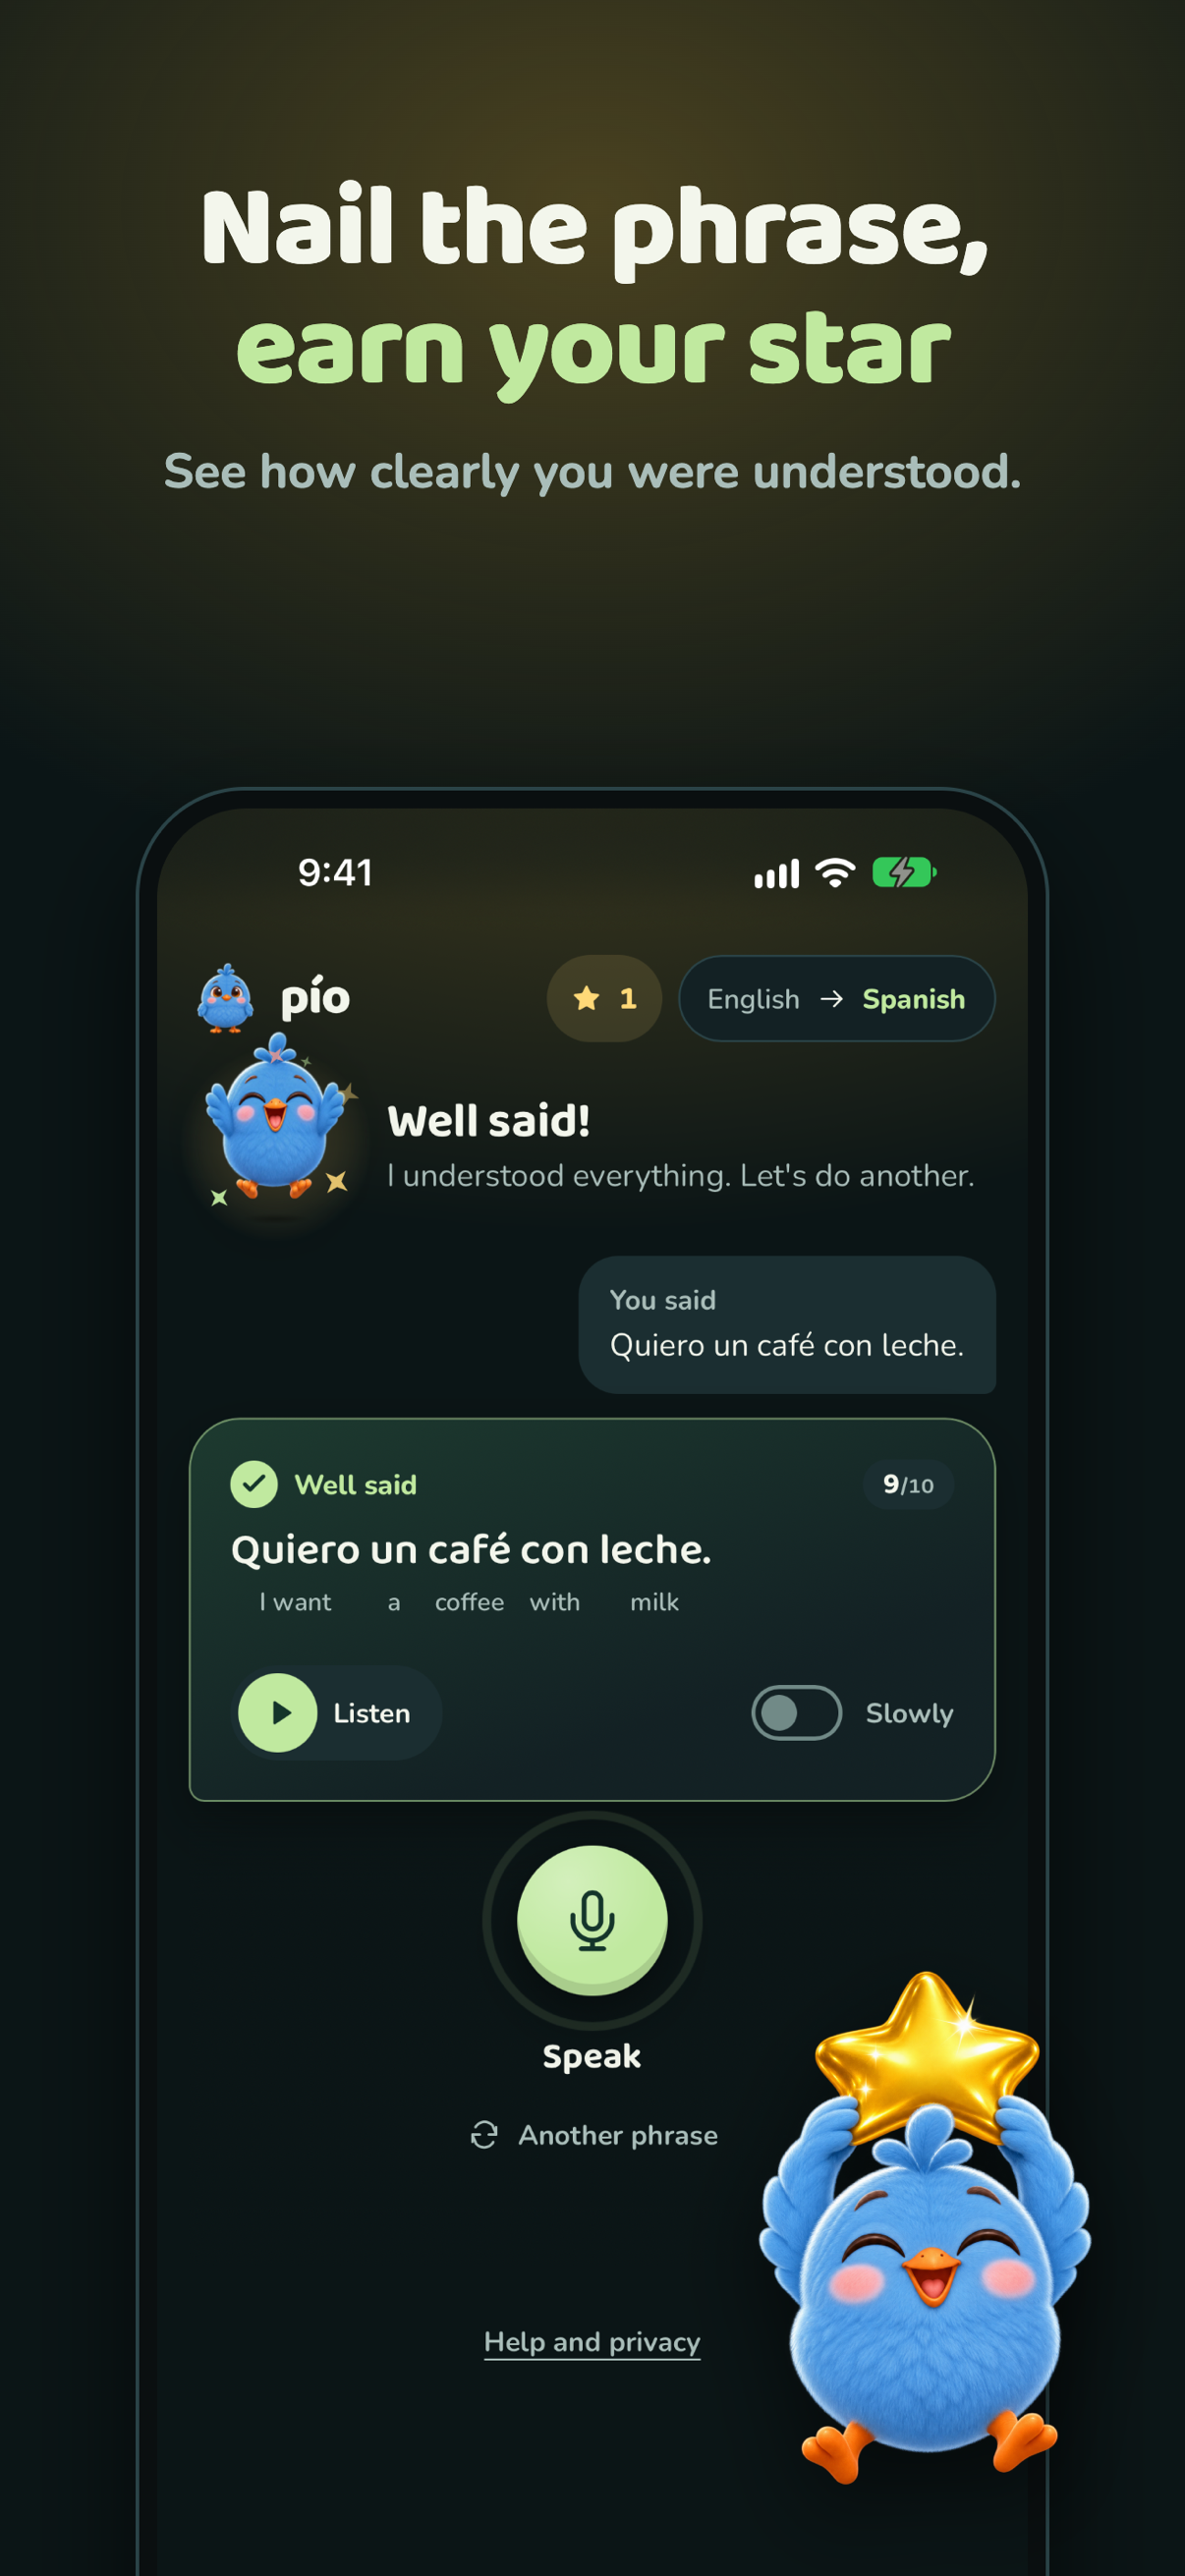 Nail the phrase,
earn your star
See how clearly you were understood.
9:41
pío
1
English → Spanish
Well said!
I understood everything. Let's do another.
You said
Quiero un café con leche.
Well said
9/10
Quiero un café con leche.
I want a coffee with milk
Listen
Slowly
Speak
Another phrase
Help and privacy